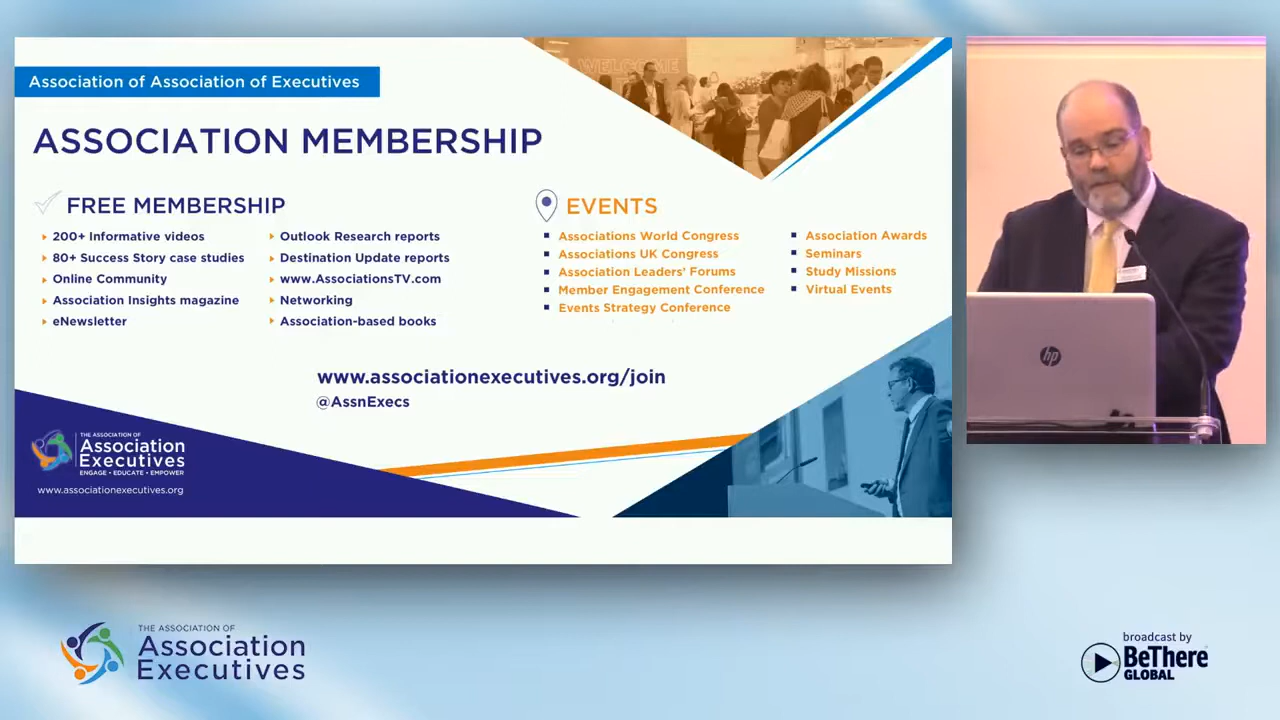 Association of Association of Executives
ASSOCIATION MEMBERSHIP
WELCOME
FREE MEMBERSHIP
200+ Informative videos
80+ Success Story case studies
Online Community
Association Insights magazine
eNewsletter
Outlook Research reports
Destination Update reports
www.AssociationsTV.com
Networking
Association-based books
EVENTS
Associations World Congress
Associations UK Congress
Association Leaders' Forums
Member Engagement Conference
Events Strategy Conference
Association Awards
Seminars
Study Missions
Virtual Events
www.associationexecutives.org/join
@AssnExecs
THE ASSOCIATION OF
Association
Executives
ENGAGE • EDUCATE • EMPOWER
www.associationexecutives.org
hp
THE ASSOCIATION OF
Association
Executives
broadcast by
BeThere
GLOBAL